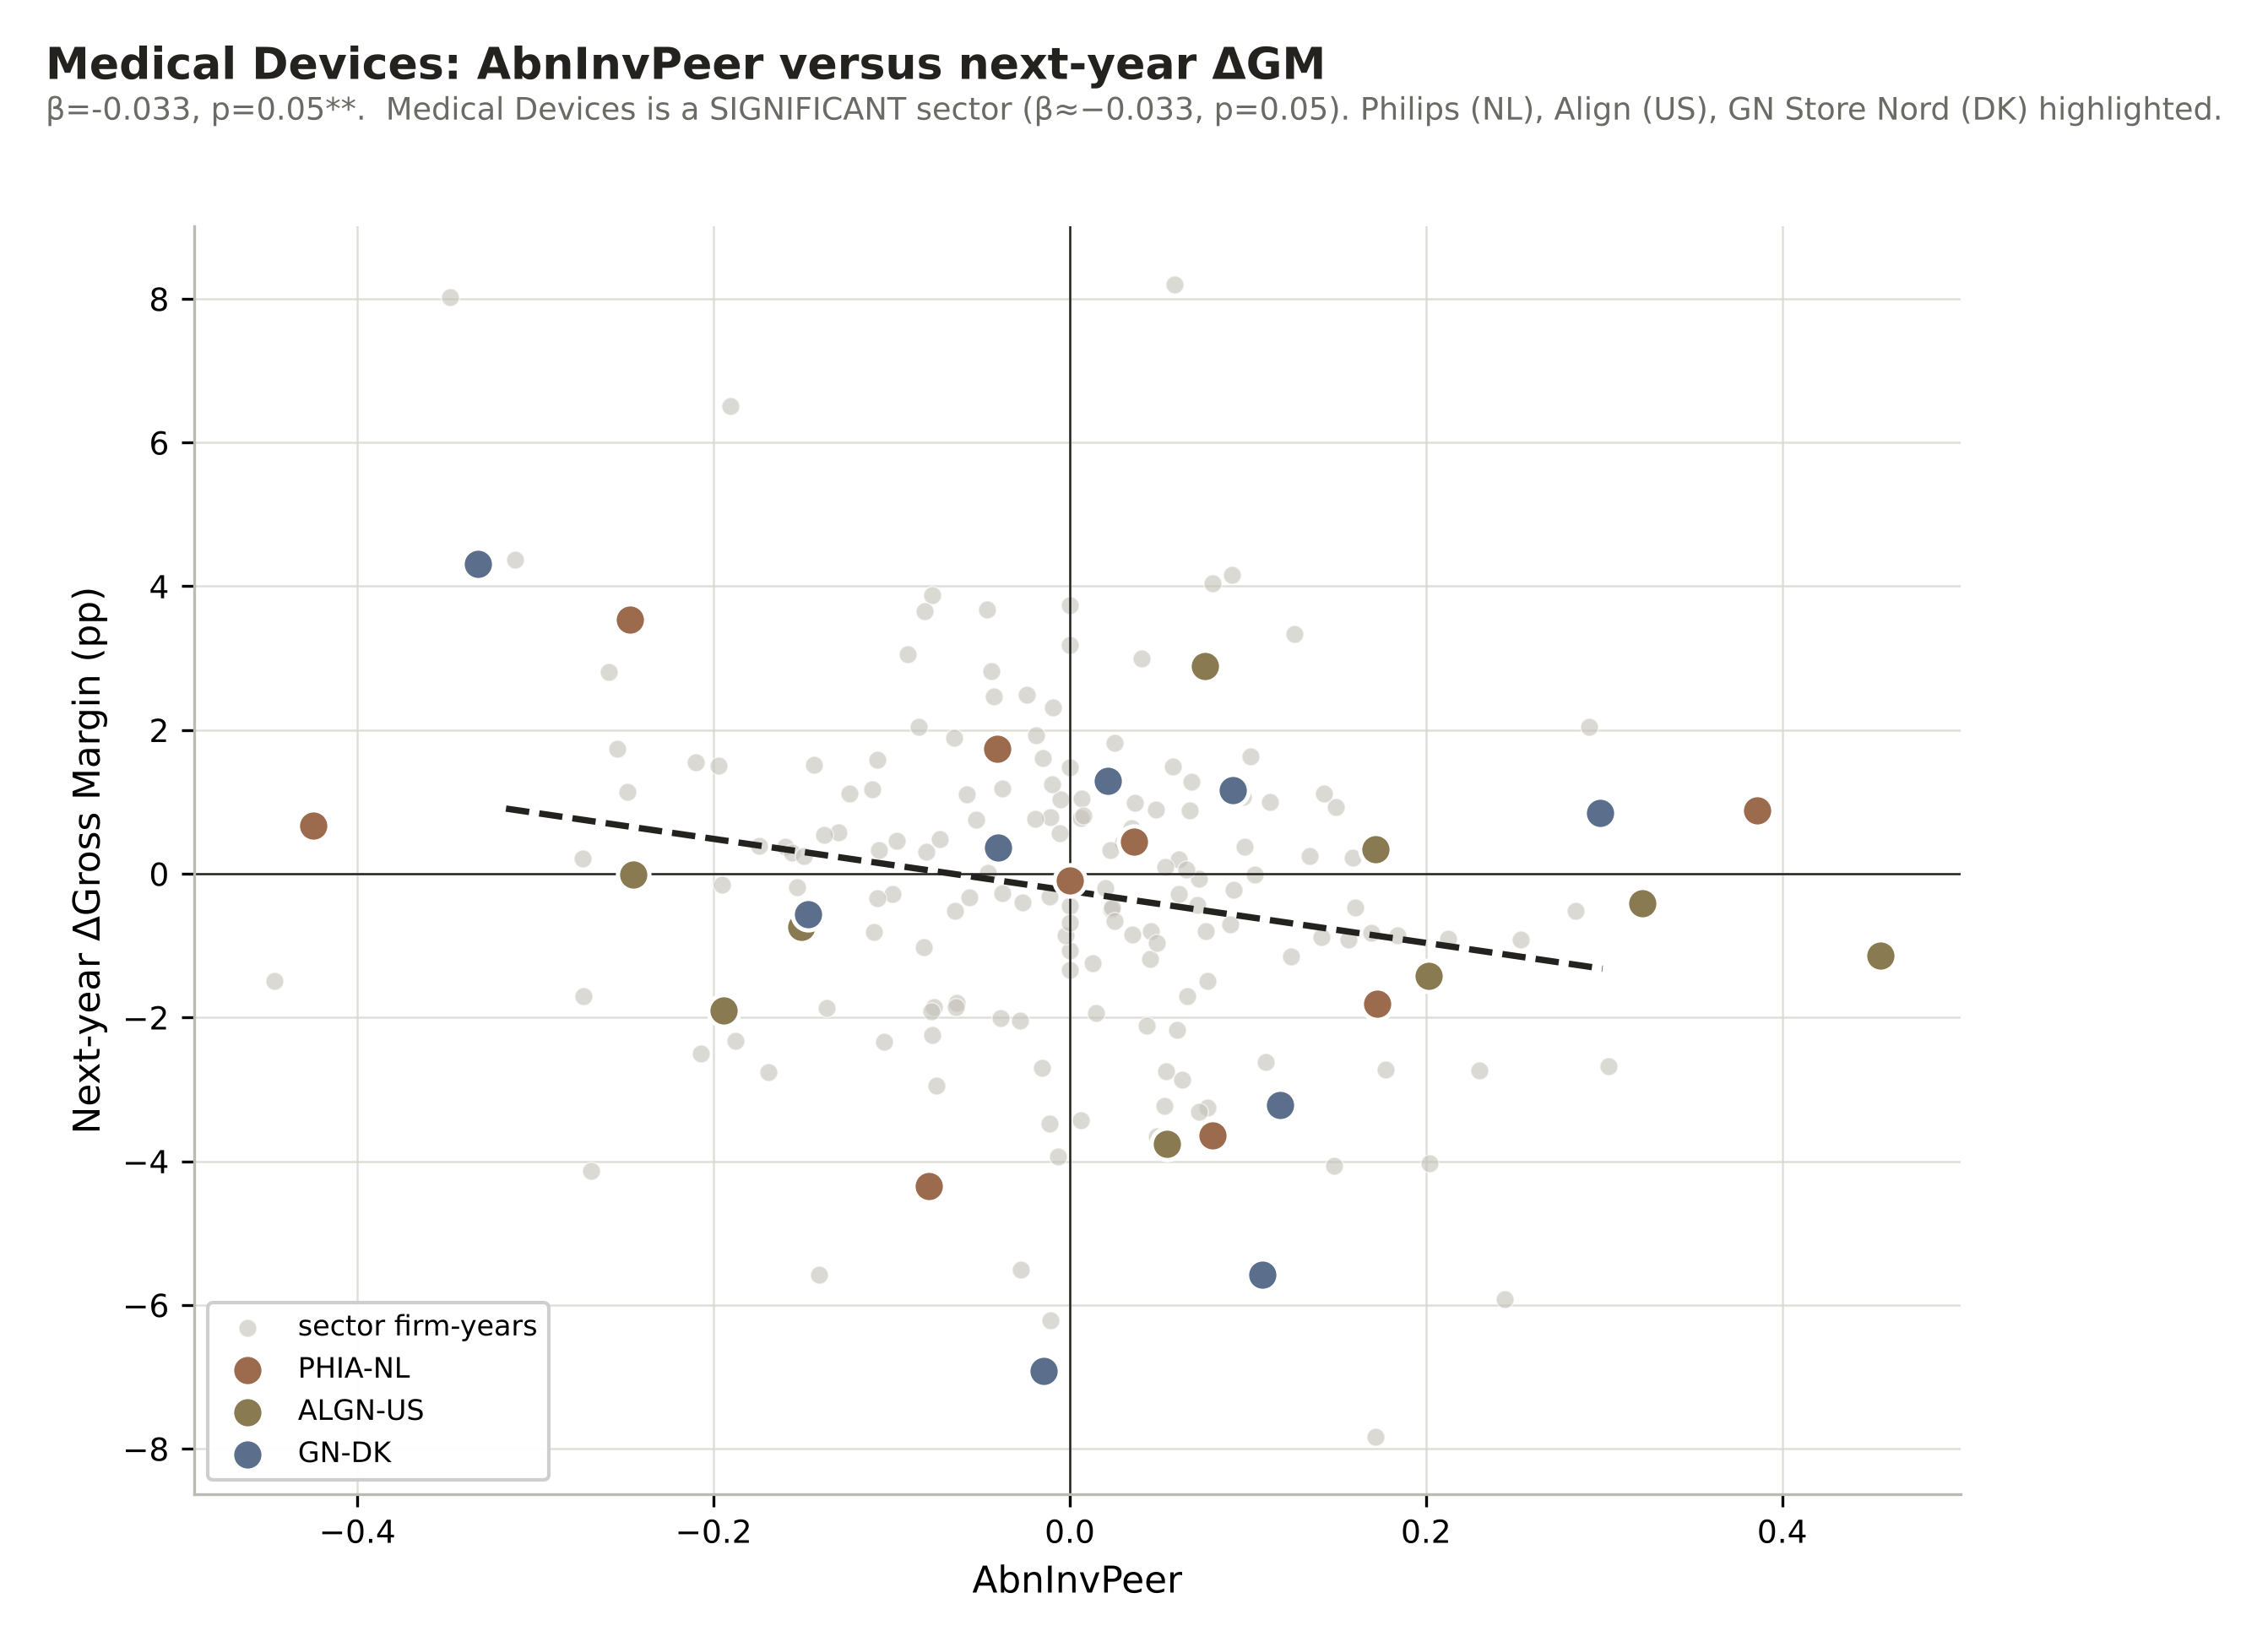 Medical Devices: AbnInvPeer versus next-year ΔGM
β=-0.033, p=0.05**.  Medical Devices is a SIGNIFICANT sector (β≈−0.033, p=0.05). Philips (NL), Align (US), GN Store Nord (DK) highlighted.
Next-year ΔGross Margin (pp)
8
6
4
2
0
−2
−4
−6
−8
sector firm-years
PHIA-NL
ALGN-US
GN-DK
−0.4
−0.2
0.0
0.2
0.4
AbnInvPeer